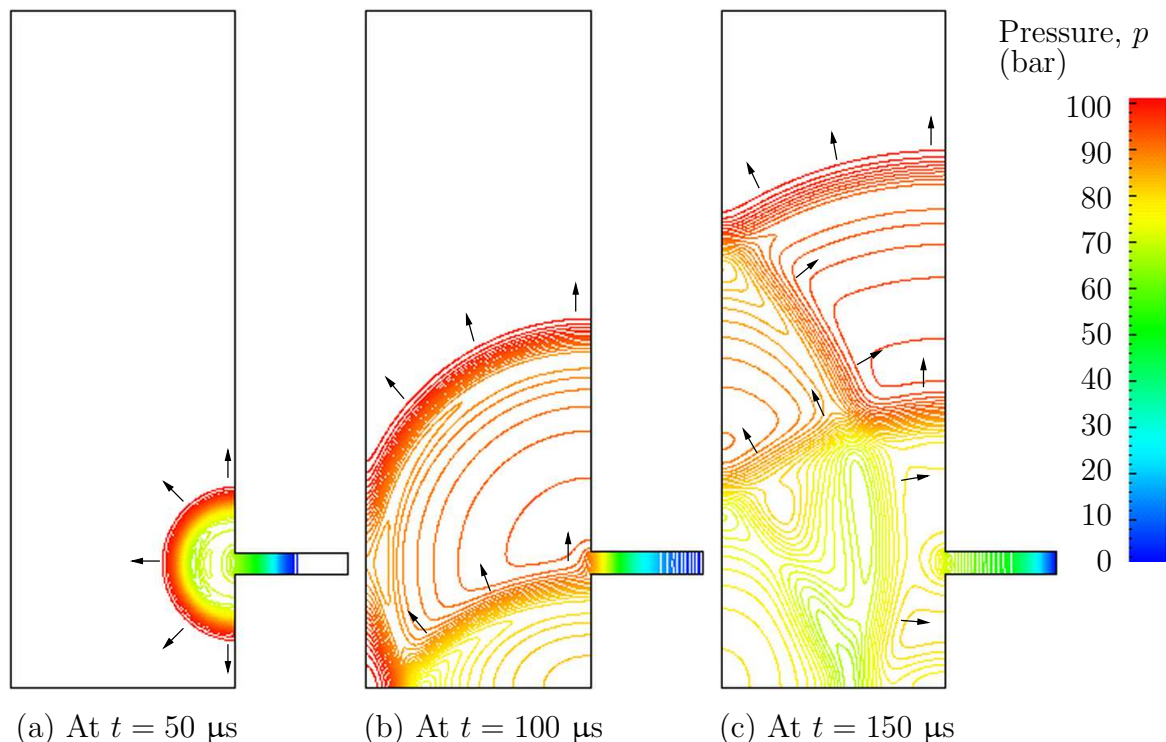 Pressure, p
(bar)
100
90
80
70
60
50
40
30
20
10
0
(a) At t = 50 µs
(b) At t = 100 µs
(c) At t = 150 µs